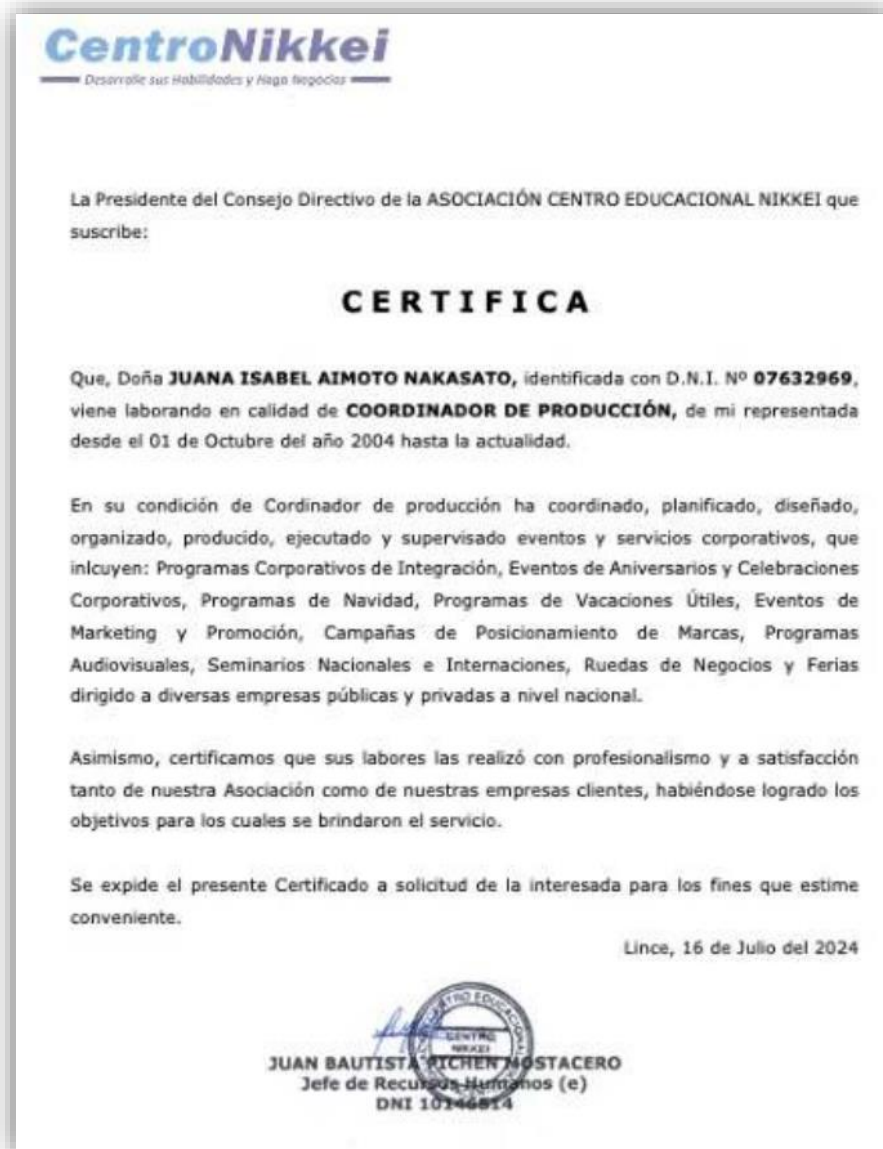 CentroNikkei
Desarrolle sus Habilidades y Haga Negocios
La Presidente del Consejo Directivo de la ASOCIACIÓN CENTRO EDUCACIONAL NIKKEI que
suscribe:
CERTIFICA
Que, Doña JUANA ISABEL AIMOTO NAKASATO, identificada con D.N.I. Nº 07632969,
viene laborando en calidad de COORDINADOR DE PRODUCCIÓN, de mi representada
desde el 01 de Octubre del año 2004 hasta la actualidad.
En su condición de Cordinador de producción ha coordinado, planificado, diseñado,
organizado, producido, ejecutado y supervisado eventos y servicios corporativos, que
inlcuyen: Programas Corporativos de Integración, Eventos de Aniversarios y Celebraciones
Corporativos, Programas de Navidad, Programas de Vacaciones Útiles, Eventos de
Marketing y Promoción, Campañas de Posicionamiento de Marcas, Programas
Audiovisuales, Seminarios Nacionales e Internaciones, Ruedas de Negocios y Ferias
dirigido a diversas empresas públicas y privadas a nivel nacional.
Asimismo, certificamos que sus labores las realizó con profesionalismo y a satisfacción
tanto de nuestra Asociación como de nuestras empresas clientes, habiéndose logrado los
objetivos para los cuales se brindaron el servicio.
Se expide el presente Certificado a solicitud de la interesada para los fines que estime
conveniente.
Lince, 16 de Julio del 2024
CENTRO EDUCACIONAL
CENTRO
NIKKEI
JUAN BAUTISTA PICHEN MOSTACERO
Jefe de Recursos Humanos (e)
DNI